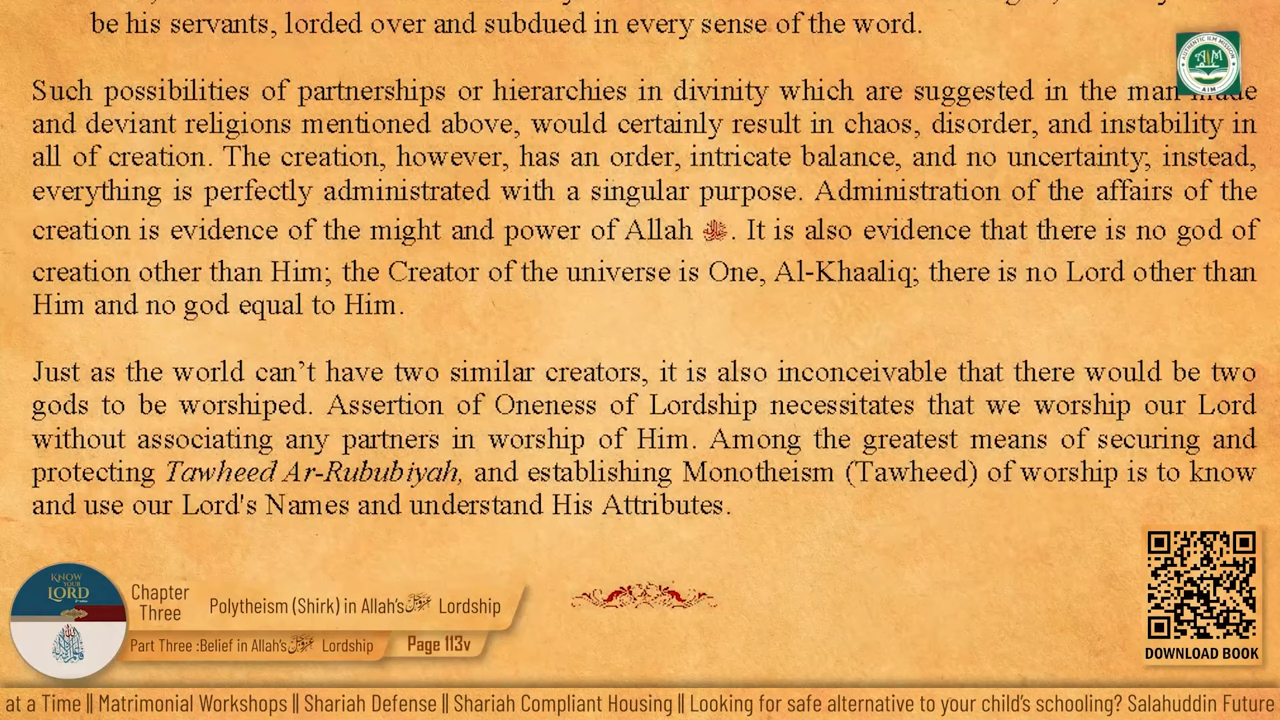 be his servants, lorded over and subdued in every sense of the word.
Such possibilities of partnerships or hierarchies in divinity which are suggested in the man made
and deviant religions mentioned above, would certainly result in chaos, disorder, and instability in
all of creation. The creation, however, has an order, intricate balance, and no uncertainty; instead,
everything is perfectly administrated with a singular purpose. Administration of the affairs of the
creation is evidence of the might and power of Allah ﷻ. It is also evidence that there is no god of
creation other than Him; the Creator of the universe is One, Al-Khaaliq; there is no Lord other than
Him and no god equal to Him.
Just as the world can’t have two similar creators, it is also inconceivable that there would be two
gods to be worshiped. Assertion of Oneness of Lordship necessitates that we worship our Lord
without associating any partners in worship of Him. Among the greatest means of securing and
protecting Tawheed Ar-Rububiyah, and establishing Monotheism (Tawheed) of worship is to know
and use our Lord's Names and understand His Attributes.
AUTHENTIC ILM MISSION
AIM
AIM
KNOW
YOUR
LORD
Chapter
Three
Polytheism (Shirk) in Allah’s Lordship
Part Three :Belief in Allah’s Lordship
Page 113v
DOWNLOAD BOOK
at a Time || Matrimonial Workshops || Shariah Defense || Shariah Compliant Housing || Looking for safe alternative to your child’s schooling? Salahuddin Future